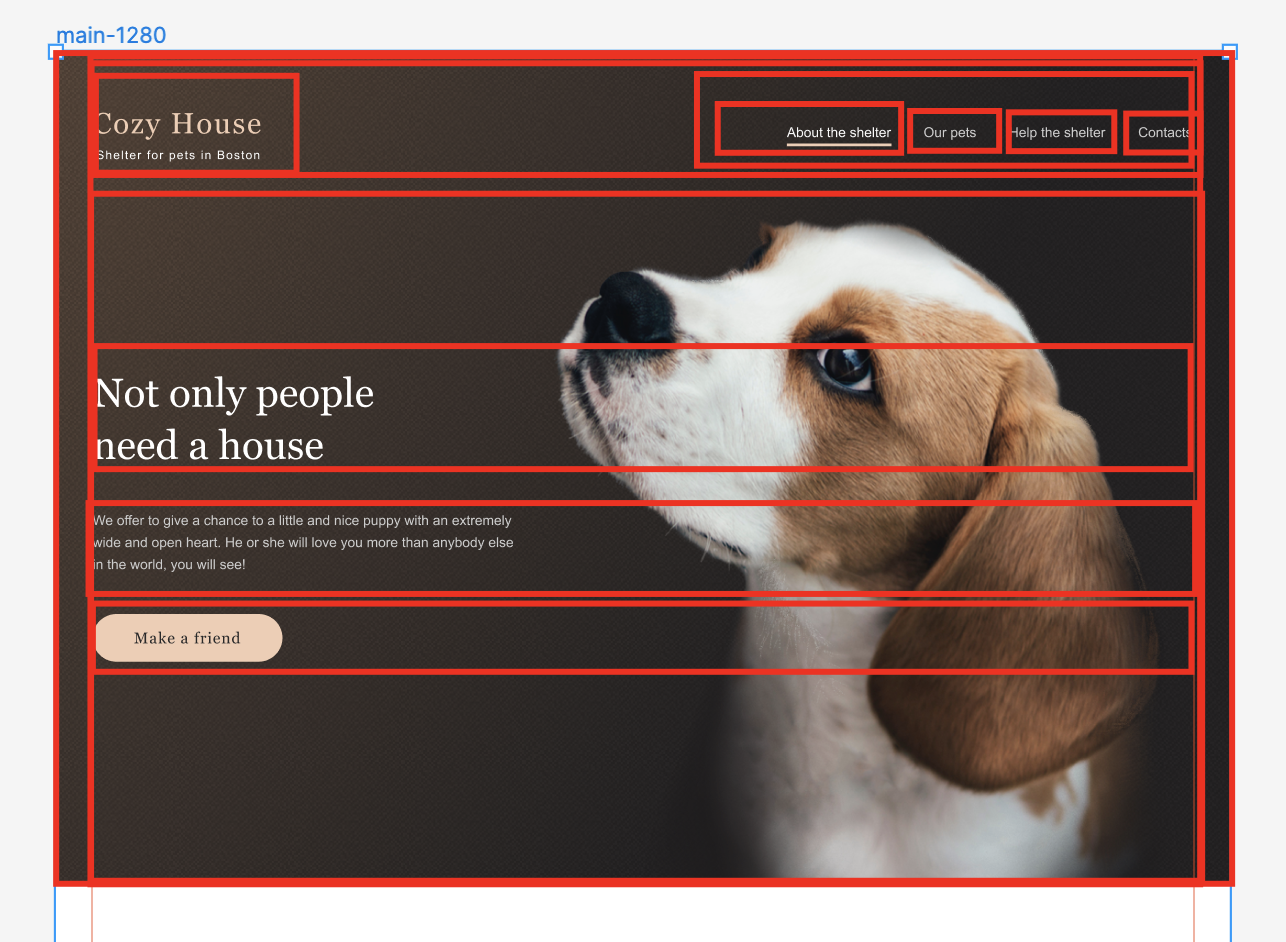 main-1280
Cozy House
Shelter for pets in Boston
About the shelter
Our pets
Help the shelter
Contacts
Not only people
need a house
We offer to give a chance to a little and nice puppy with an extremely
wide and open heart. He or she will love you more than anybody else
in the world, you will see!
Make a friend